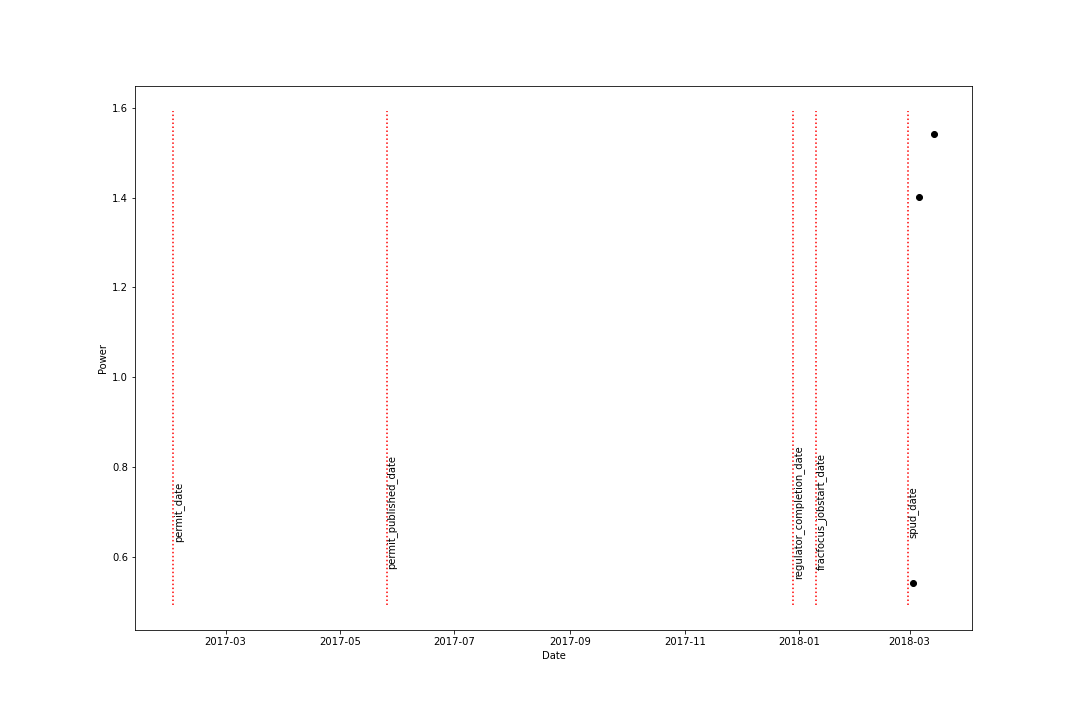 1.6
1.4
1.2
1.0
0.8
0.6
Power
permit_date
permit_published_date
regulator_completion_date
fracfocus_jobstart_date
spud_date
2017-03 2017-05 2017-07 2017-09 2017-11 2018-01 2018-03
Date